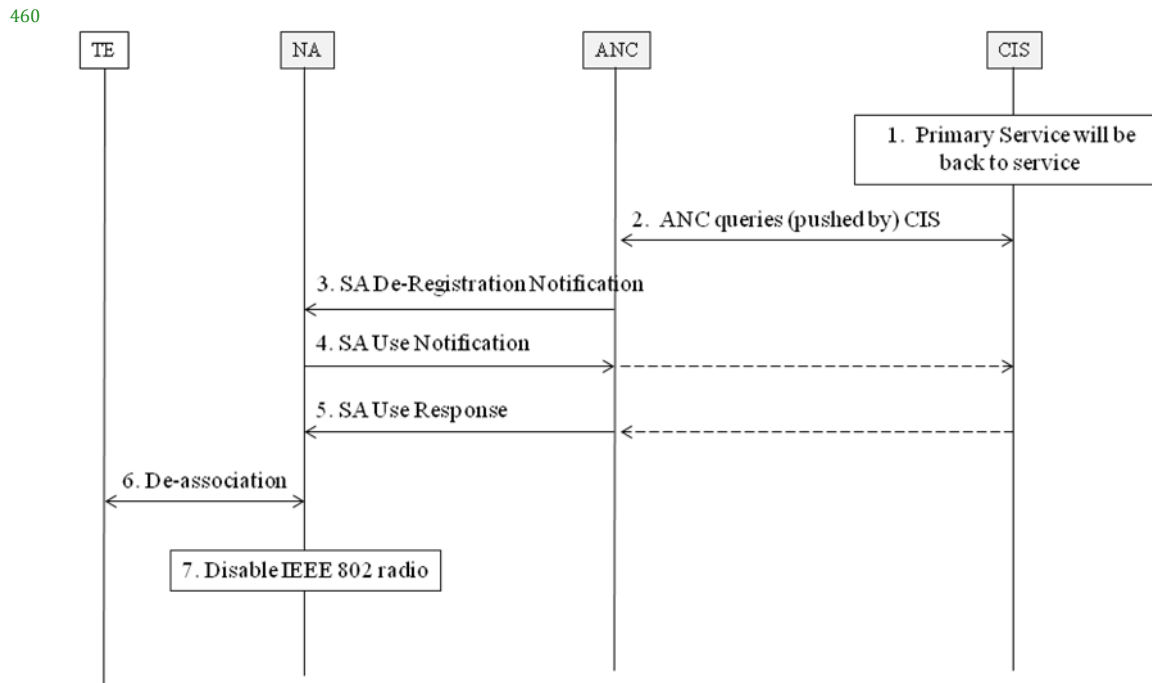 460
TE
NA
ANC
CIS
1. Primary Service will be
back to service
2. ANC queries (pushed by) CIS
3. SA De-Registration Notification
4. SA Use Notification
5. SA Use Response
6. De-association
7. Disable IEEE 802 radio